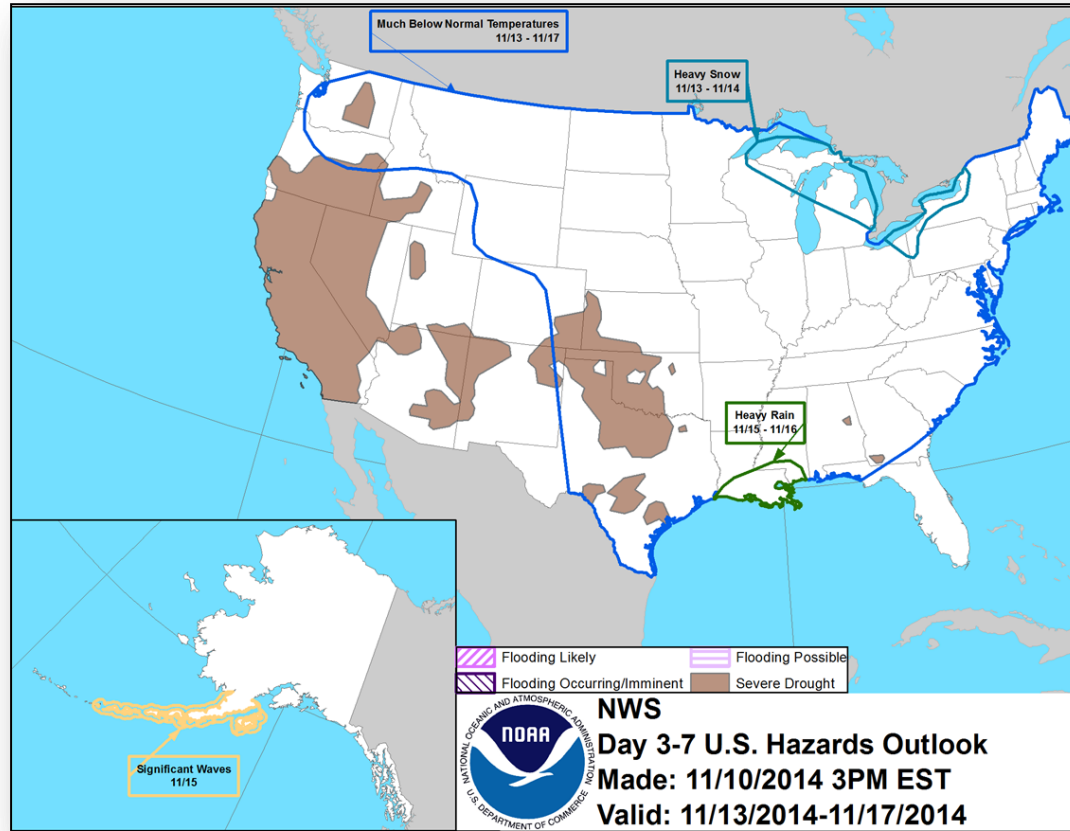 Much Below Normal Temperatures
11/13 - 11/17
Heavy Snow
11/13 - 11/14
Heavy Rain
11/15 - 11/16
Significant Waves
11/15
Flooding Likely
Flooding Possible
Flooding Occurring/Imminent
Severe Drought
NATIONAL OCEANIC AND ATMOSPHERIC ADMINISTRATION
NOAA
U.S. DEPARTMENT OF COMMERCE
NWS
Day 3-7 U.S. Hazards Outlook
Made: 11/10/2014 3PM EST
Valid: 11/13/2014-11/17/2014